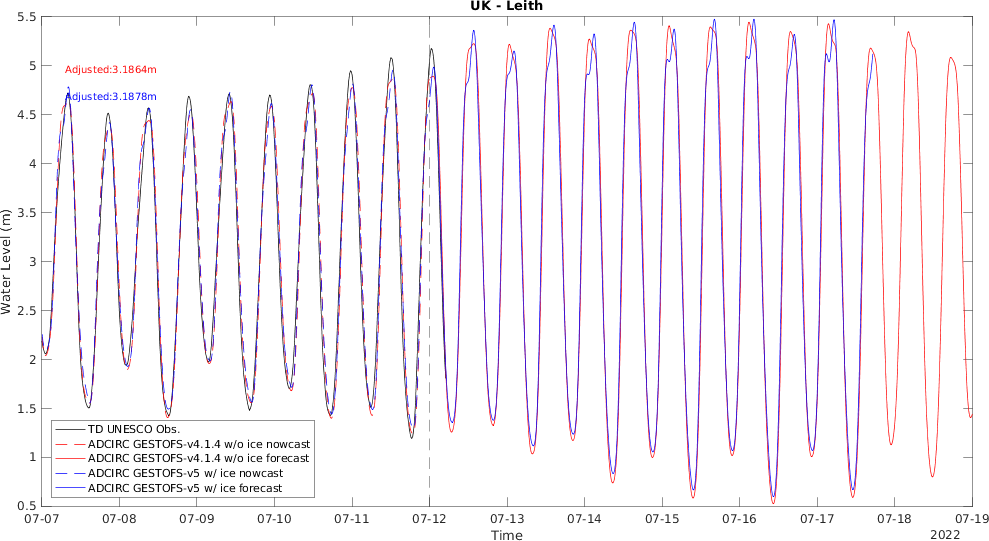 UK - Leith
5.5
5
4.5
4
3.5
3
2.5
2
1.5
1
0.5
Water Level (m)
Adjusted:3.1864m
Adjusted:3.1878m
TD UNESCO Obs.
ADCIRC GESTOFS-v4.1.4 w/o ice nowcast
ADCIRC GESTOFS-v4.1.4 w/o ice forecast
ADCIRC GESTOFS-v5 w/ ice nowcast
ADCIRC GESTOFS-v5 w/ ice forecast
07-07 07-08 07-09 07-10 07-11 07-12 07-13 07-14 07-15 07-16 07-17 07-18 07-19
Time
2022